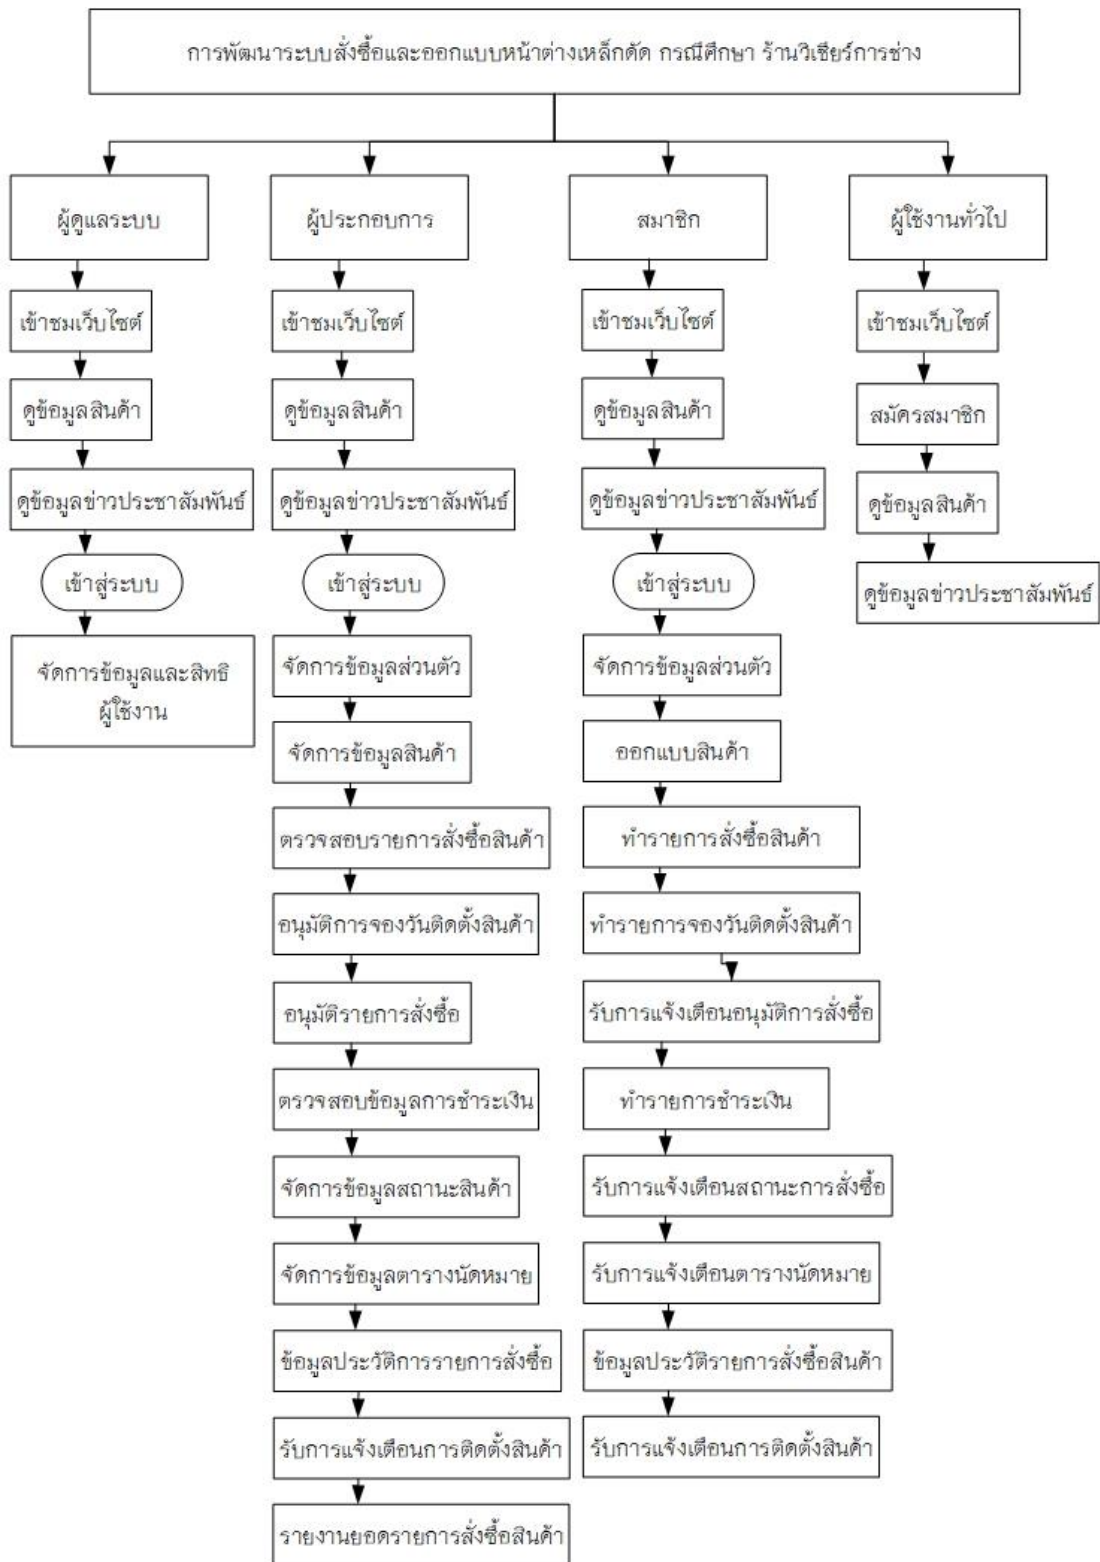 การพัฒนาระบบสั่งซื้อและออกแบบหน้าต่างเหล็กดัด กรณีศึกษา ร้านวิเชียร์การช่าง
ผู้ดูแลระบบ
เข้าชมเว็บไซต์
ดูข้อมูลสินค้า
ดูข้อมูลข่าวประชาสัมพันธ์
เข้าสู่ระบบ
จัดการข้อมูลและสิทธิ
ผู้ใช้งาน
ผู้ประกอบการ
เข้าชมเว็บไซต์
ดูข้อมูลสินค้า
ดูข้อมูลข่าวประชาสัมพันธ์
เข้าสู่ระบบ
จัดการข้อมูลส่วนตัว
จัดการข้อมูลสินค้า
ตรวจสอบรายการสั่งซื้อสินค้า
อนุมัติการจองวันติดตั้งสินค้า
อนุมัติรายการสั่งซื้อ
ตรวจสอบข้อมูลการชำระเงิน
จัดการข้อมูลสถานะสินค้า
จัดการข้อมูลตารางนัดหมาย
ข้อมูลประวัติการรายการสั่งซื้อ
รับการแจ้งเตือนการติดตั้งสินค้า
รายงานยอดรายการสั่งซื้อสินค้า
สมาชิก
เข้าชมเว็บไซต์
ดูข้อมูลสินค้า
ดูข้อมูลข่าวประชาสัมพันธ์
เข้าสู่ระบบ
จัดการข้อมูลส่วนตัว
ออกแบบสินค้า
ทำรายการสั่งซื้อสินค้า
ทำรายการจองวันติดตั้งสินค้า
รับการแจ้งเตือนอนุมัติการสั่งซื้อ
ทำรายการชำระเงิน
รับการแจ้งเตือนสถานะการสั่งซื้อ
รับการแจ้งเตือนตารางนัดหมาย
ข้อมูลประวัติรายการสั่งซื้อสินค้า
รับการแจ้งเตือนการติดตั้งสินค้า
ผู้ใช้งานทั่วไป
เข้าชมเว็บไซต์
สมัครสมาชิก
ดูข้อมูลสินค้า
ดูข้อมูลข่าวประชาสัมพันธ์